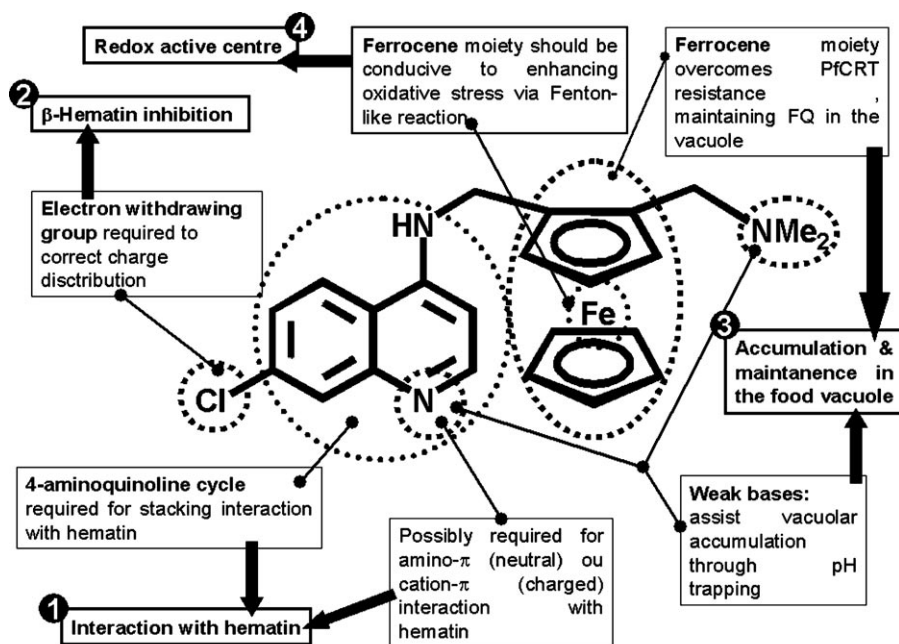 4
Redox active centre
Ferrocene moiety should be
conducive to enhancing
oxidative stress via Fenton-
like reaction
Ferrocene moiety
overcomes PfCRT
resistance ,
maintaining FQ in the
vacuole
2
β-Hematin inhibition
Electron withdrawing
group required to
correct charge
disctribution
HN
NMe₂
Fe
Cl
N
3
Accumulation &
maintanence in
the food vacuole
4-aminoquinoline cycle
required for stacking interaction
with hematin
Possibly required for
amino-π (neutral) ou
cation-π (charged)
interaction with
hematin
Weak bases:
assist vacuolar
accumulation
through pH
trapping
1
Interaction with hematin